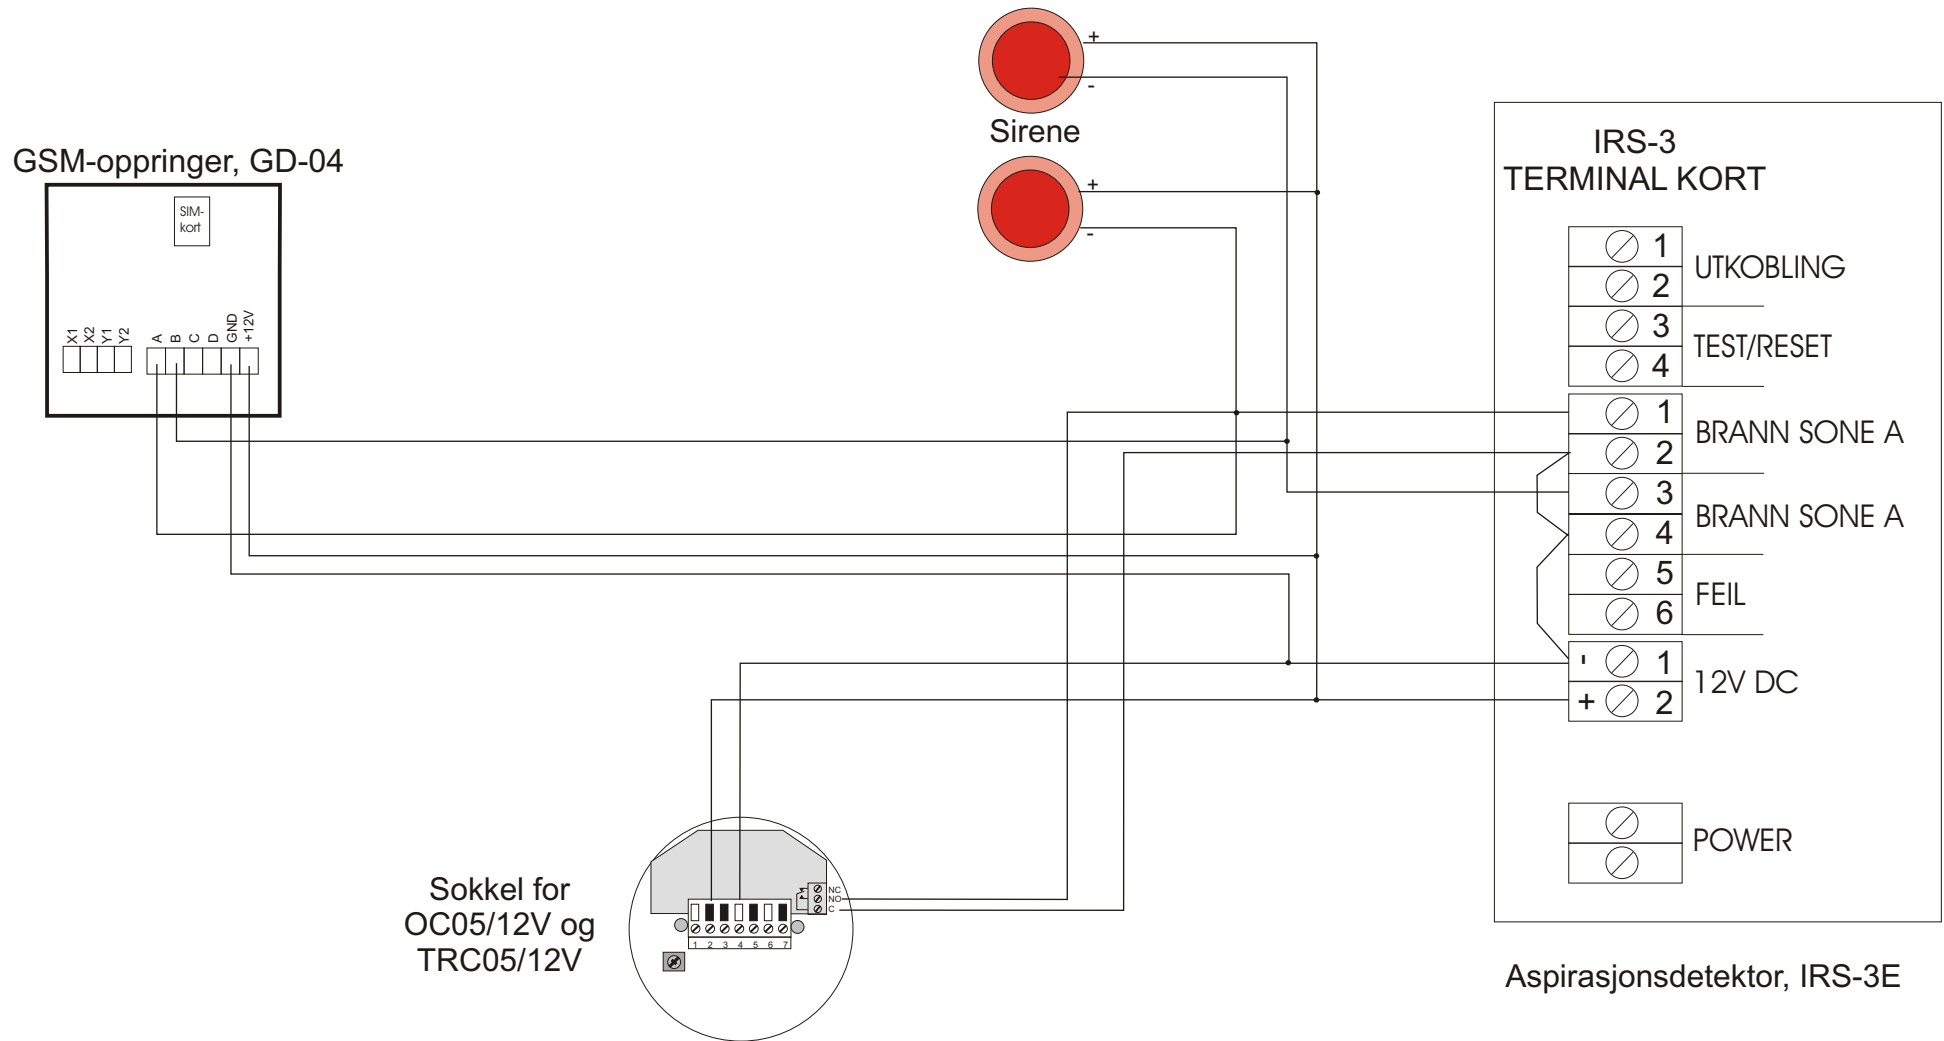 +
-
Sirene
+
-
GSM-oppringer, GD-04
SIM-
kort
X1
X2
Y1
Y2
A
B
C
D
GND
+12V
IRS-3
TERMINAL KORT
1
2
UTKOBLING
3
4
TEST/RESET
1
2
BRANN SONE A
3
4
BRANN SONE A
5
6
FEIL
- 1
+ 2
12V DC
POWER
Aspirasjonsdetektor, IRS-3E
Sokkel for
OC05/12V og
TRC05/12V
NC
NO
C
1 2 3 4 5 6 7